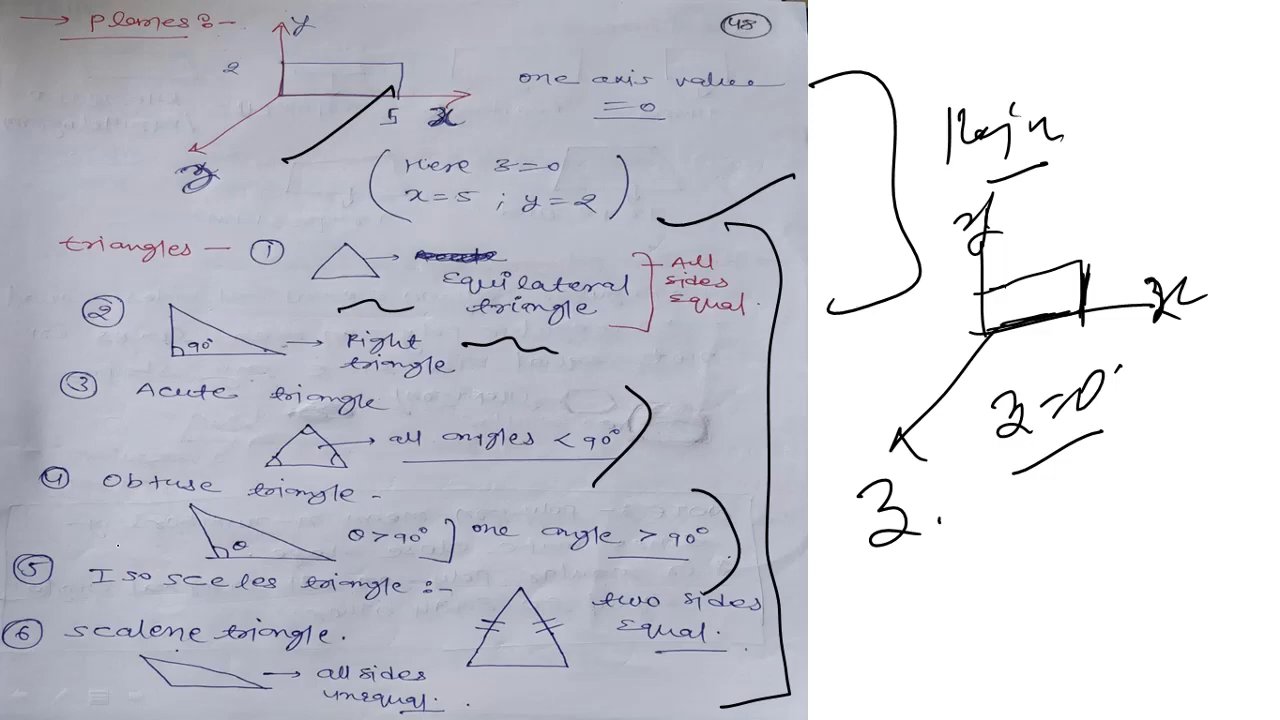 → planes :-
y
48
2
one axis value
= 0
5 x
(Here z=0
x=5 ; y=2)
triangles - ① → Equilateral triangle
All sides Equal.
② 90° → Right triangle
③ Acute triangle
→ all angles < 90°
④ Obtuse triangle -
θ θ > 90° ] one angle > 90°
⑤ Isosceles triangle :-
two sides Equal.
⑥ scalene triangle.
→ all sides unequal.
y
x
z=0
z